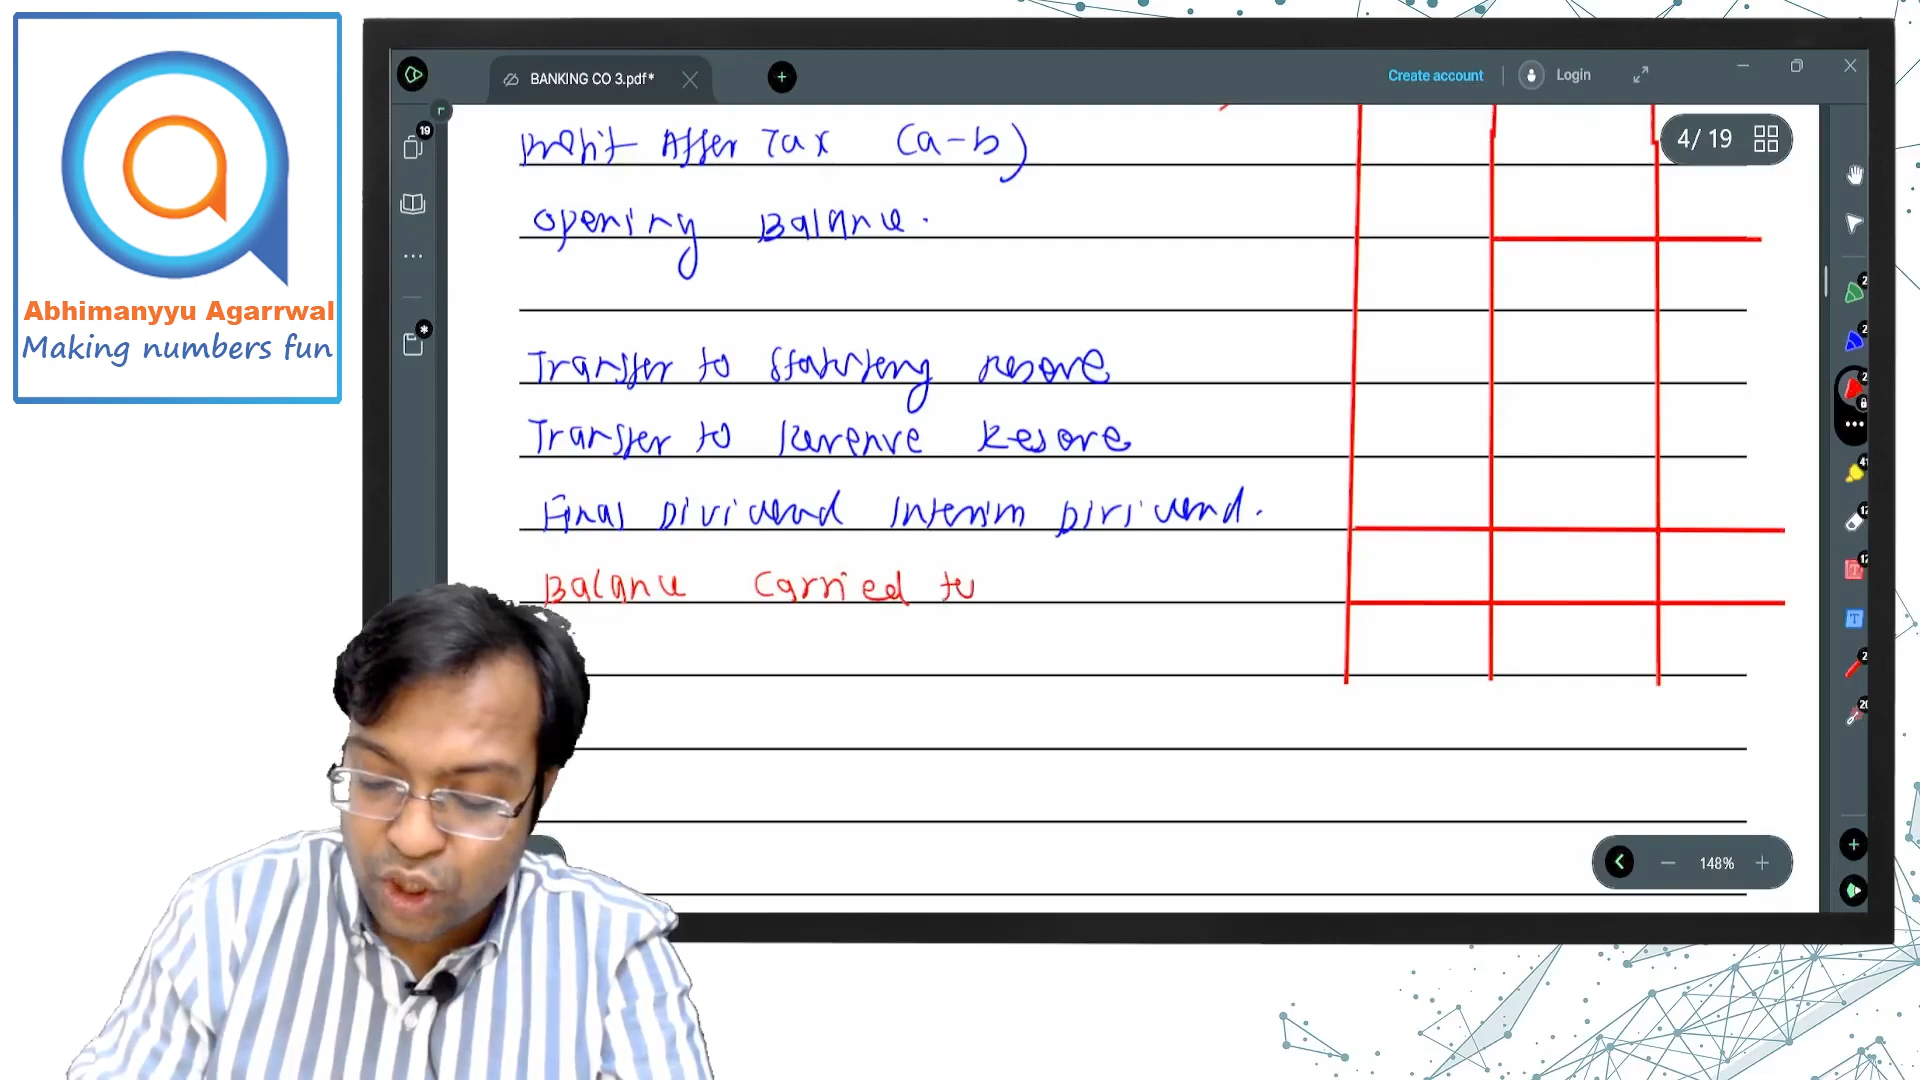 BANKING CO 3.pdf*
Create account
Login
19
4/ 19
Profit After Tax (a-b)
Opening Balance.
Transfer to Statutory Reserve
Transfer to Revenue Reserve
Final Dividend Interim Dividend.
Balance Carried to
Abhimanyyu Agarrwal
Making numbers fun
148%